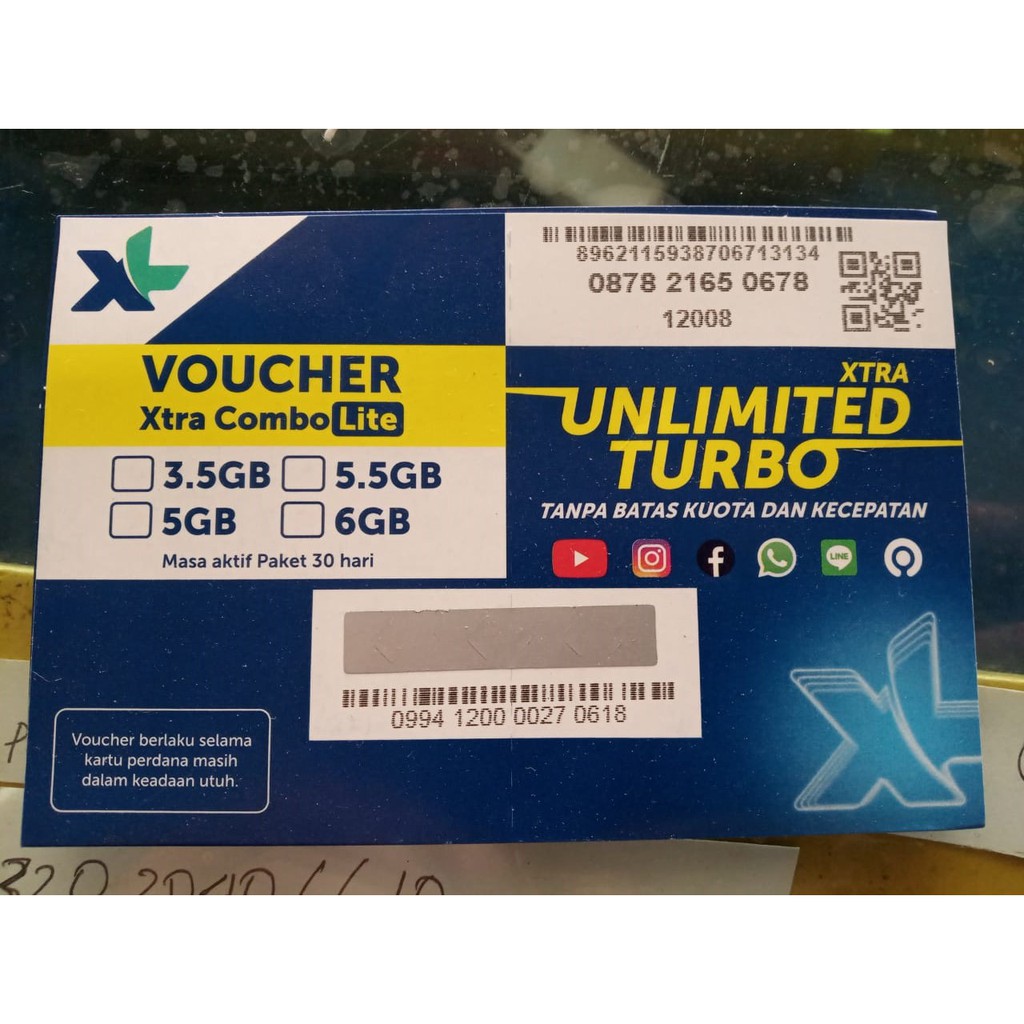 XL
8962115938706713134
0878 2165 0678
12008
VOUCHER
Xtra Combo Lite
3.5GB 5.5GB
5GB 6GB
Masa aktif Paket 30 hari
XTRA
UNLIMITED
TURBO
TANPA BATAS KUOTA DAN KECEPATAN
LINE
0994 1200 0027 0618
Voucher berlaku selama
kartu perdana masih
dalam keadaan utuh.
XL